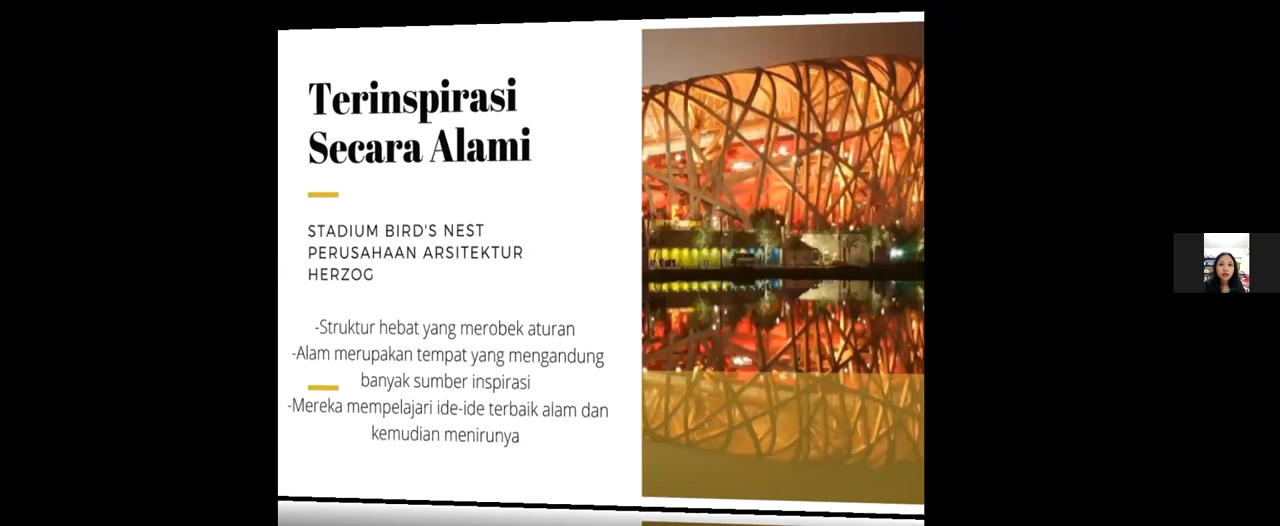 Terinspirasi
Secara Alami
STADIUM BIRD'S NEST
PERUSAHAAN ARSITEKTUR
HERZOG
-Struktur hebat yang merobek aturan
-Alam merupakan tempat yang mengandung
banyak sumber inspirasi
-Mereka mempelajari ide-ide terbaik alam dan
kemudian menirunya